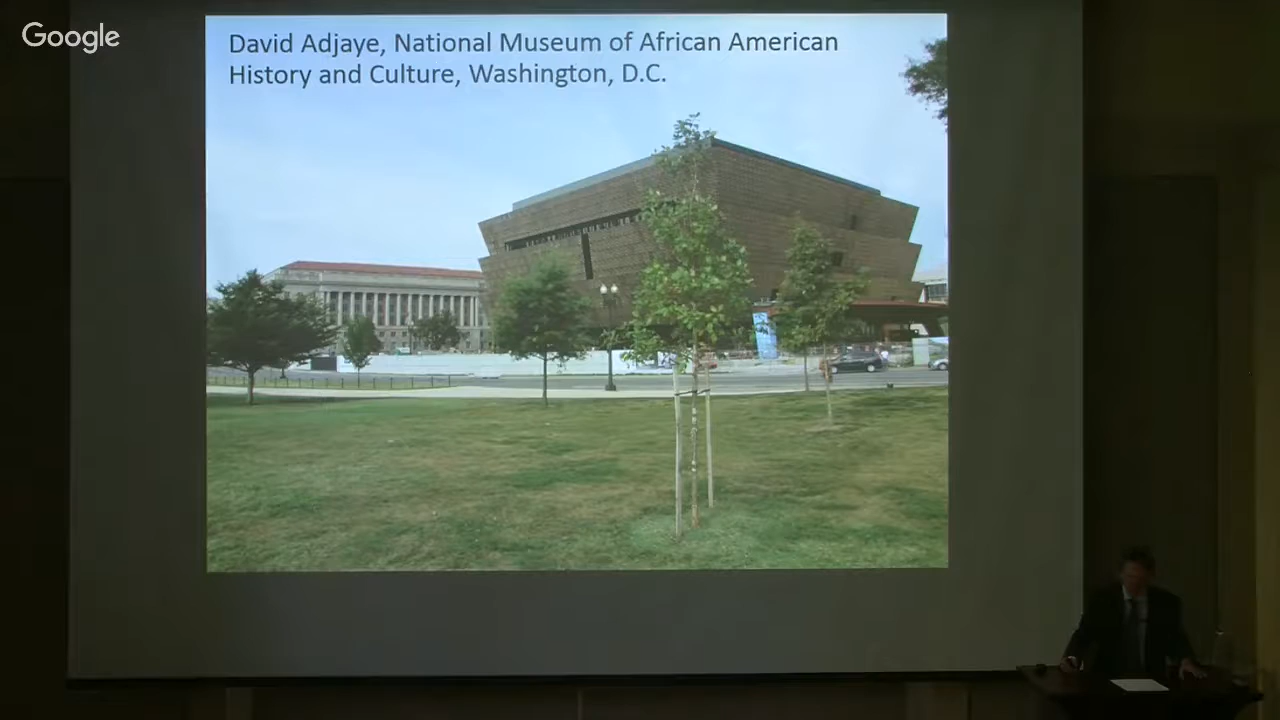 Google
David Adjaye, National Museum of African American
History and Culture, Washington, D.C.